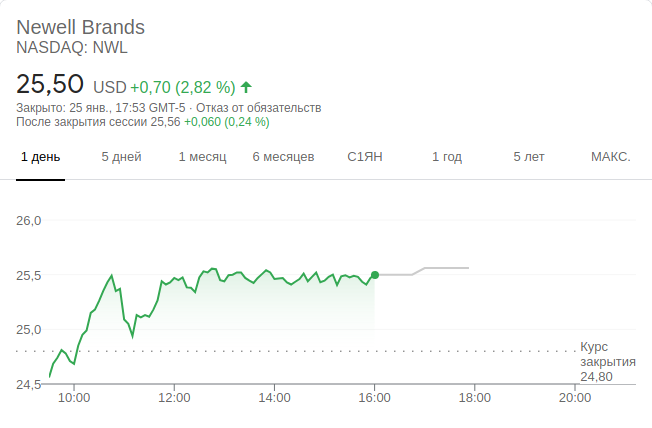 Newell Brands
NASDAQ: NWL
25,50 USD +0,70 (2,82 %)
Закрыто: 25 янв., 17:53 GMT-5 · Отказ от обязательств
После закрытия сессии 25,56 +0,060 (0,24 %)
1 день 5 дней 1 месяц 6 месяцев С1ЯН 1 год 5 лет МАКС.
26,0
25,5
25,0
Курс
закрытия
24,80
24,5
10:00 12:00 14:00 16:00 18:00 20:00